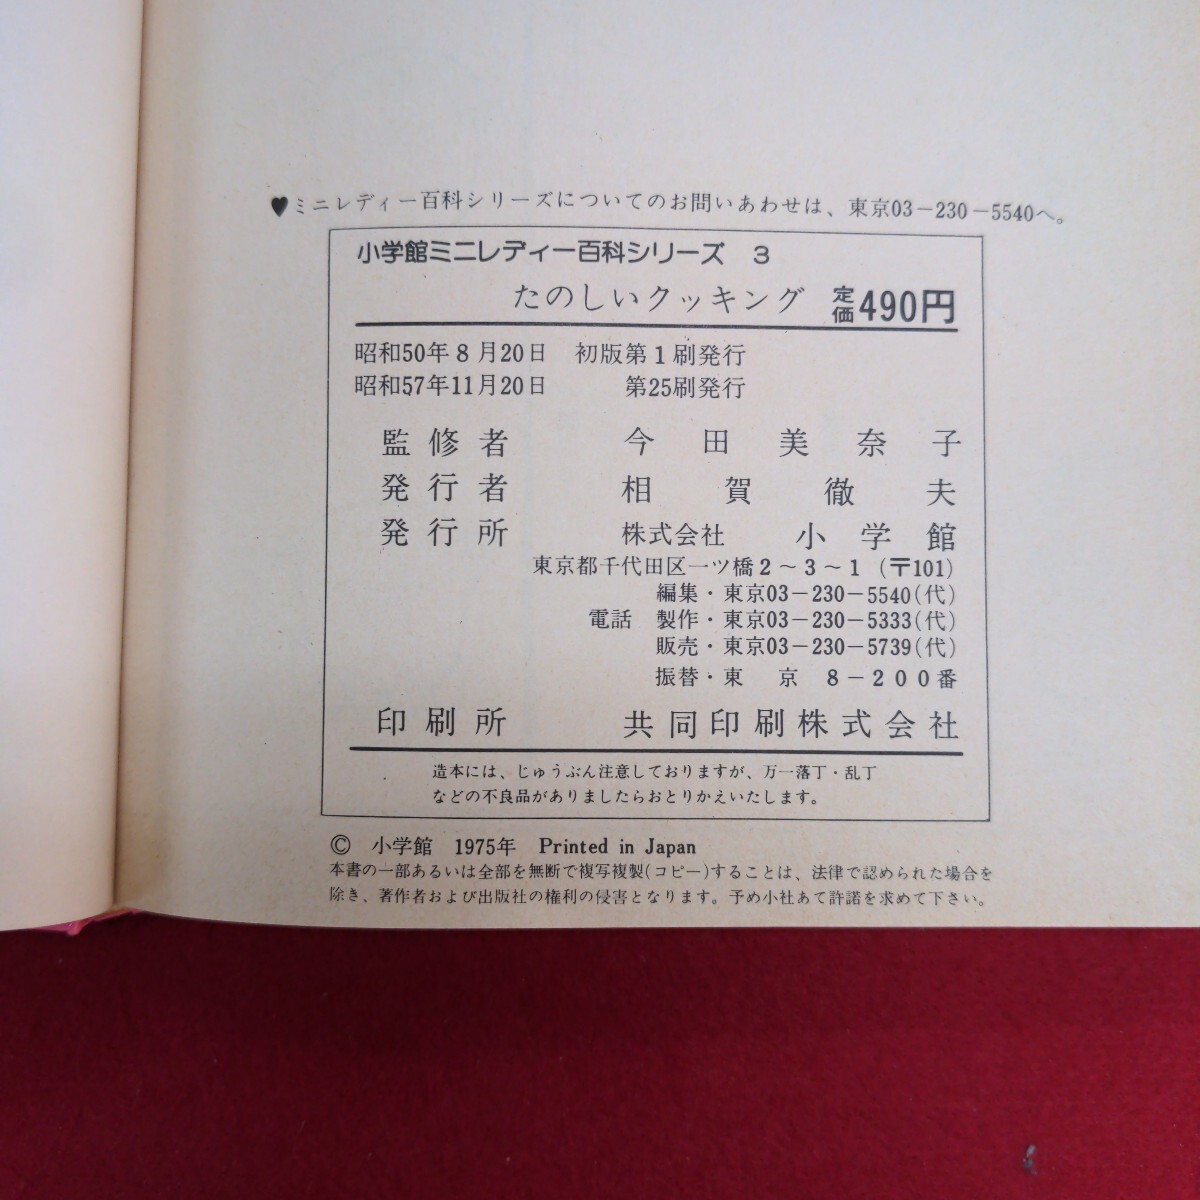 ♥ミニレディー百科シリーズについてのお問いあわせは、東京03-230-5540へ。
小学館ミニレディー百科シリーズ 3
たのしいクッキング 定価490円
昭和50年8月20日 初版第1刷発行
昭和57年11月20日 第25刷発行
監修者 今田美奈子
発行者 相賀徹夫
発行所 株式会社 小学館
東京都千代田区一ツ橋2~3~1(〒101)
編集・東京03-230-5540(代)
電話 製作・東京03-230-5333(代)
販売・東京03-230-5739(代)
振替・東京 8-200番
印刷所 共同印刷株式会社
造本には、じゅうぶん注意しておりますが、万一落丁・乱丁
などの不良品がありましたらおとりかえいたします。
© 小学館 1975年 Printed in Japan
本書の一部あるいは全部を無断で複写複製(コピー)することは、法律で認められた場合を
除き、著作者および出版社の権利の侵害となります。予め小社あて許諾を求めて下さい。